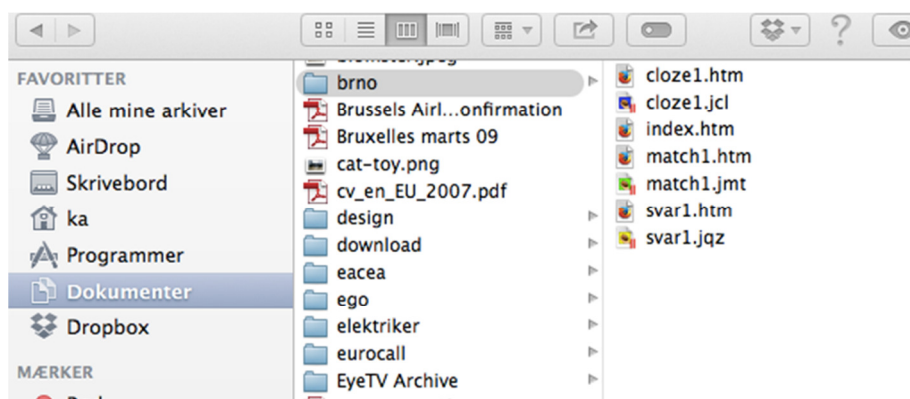 FAVORITTER
Alle mine arkiver
AirDrop
Skrivebord
ka
Programmer
Dokumenter
Dropbox
MÆRKER
brno
Brussels Airl...onfirmation
Bruxelles marts 09
cat-toy.png
cv_en_EU_2007.pdf
design
download
eacea
ego
elektriker
eurocall
EyeTV Archive
cloze1.htm
cloze1.jcl
index.htm
match1.htm
match1.jmt
svar1.htm
svar1.jqz